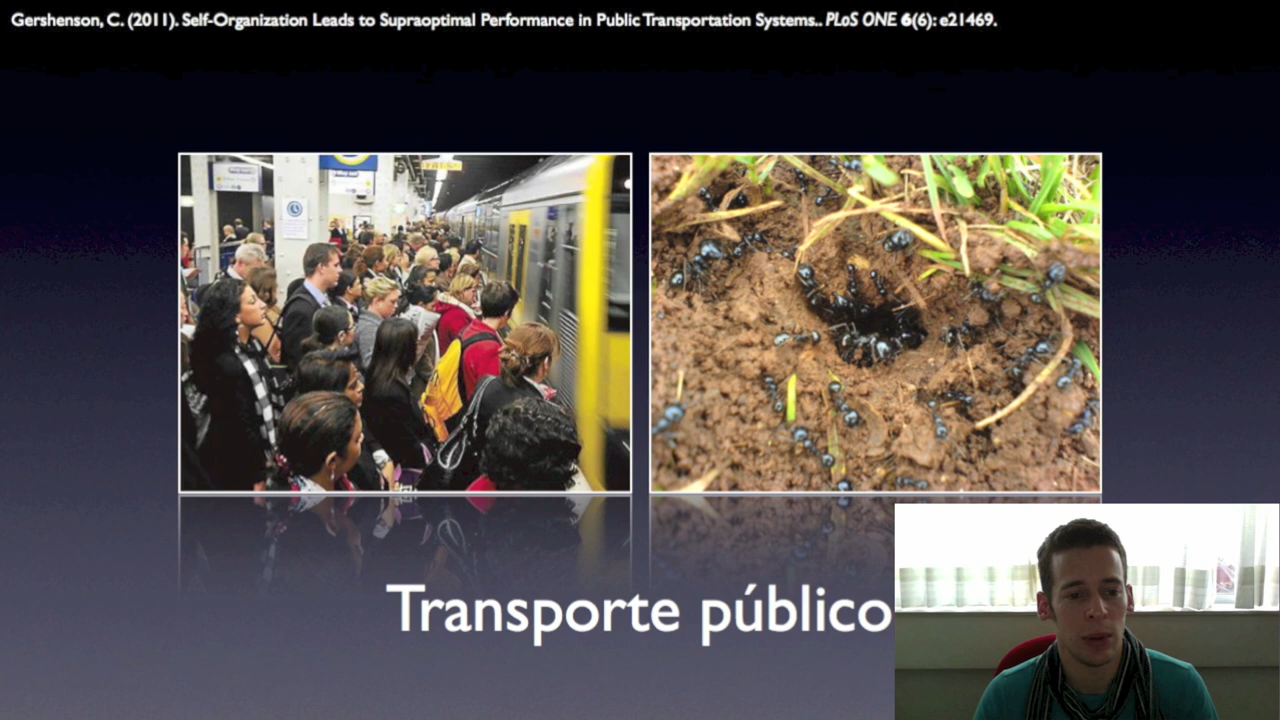 Gershenson, C. (2011). Self-Organization Leads to Supraoptimal Performance in Public Transportation Systems.. PLoS ONE 6(6): e21469.
Transporte público